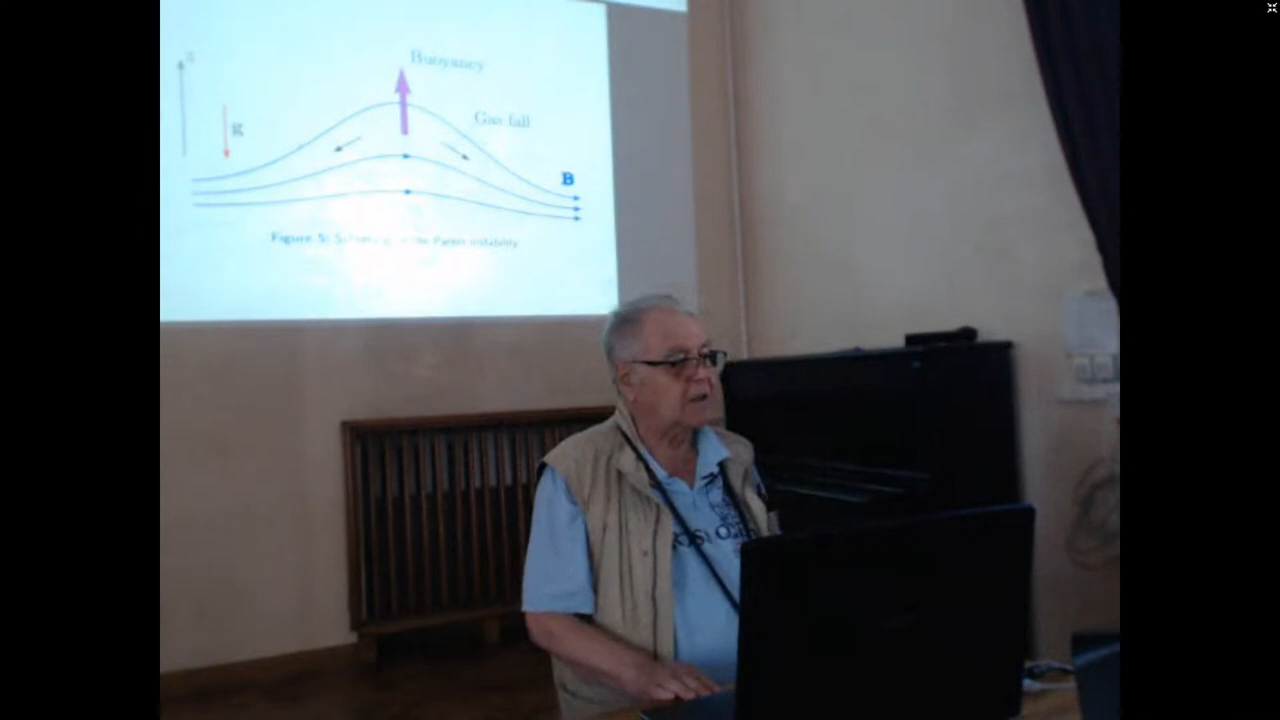 z
Buoyancy
Gas fall
g
B
Figure 5: Schematic of the Parker instability